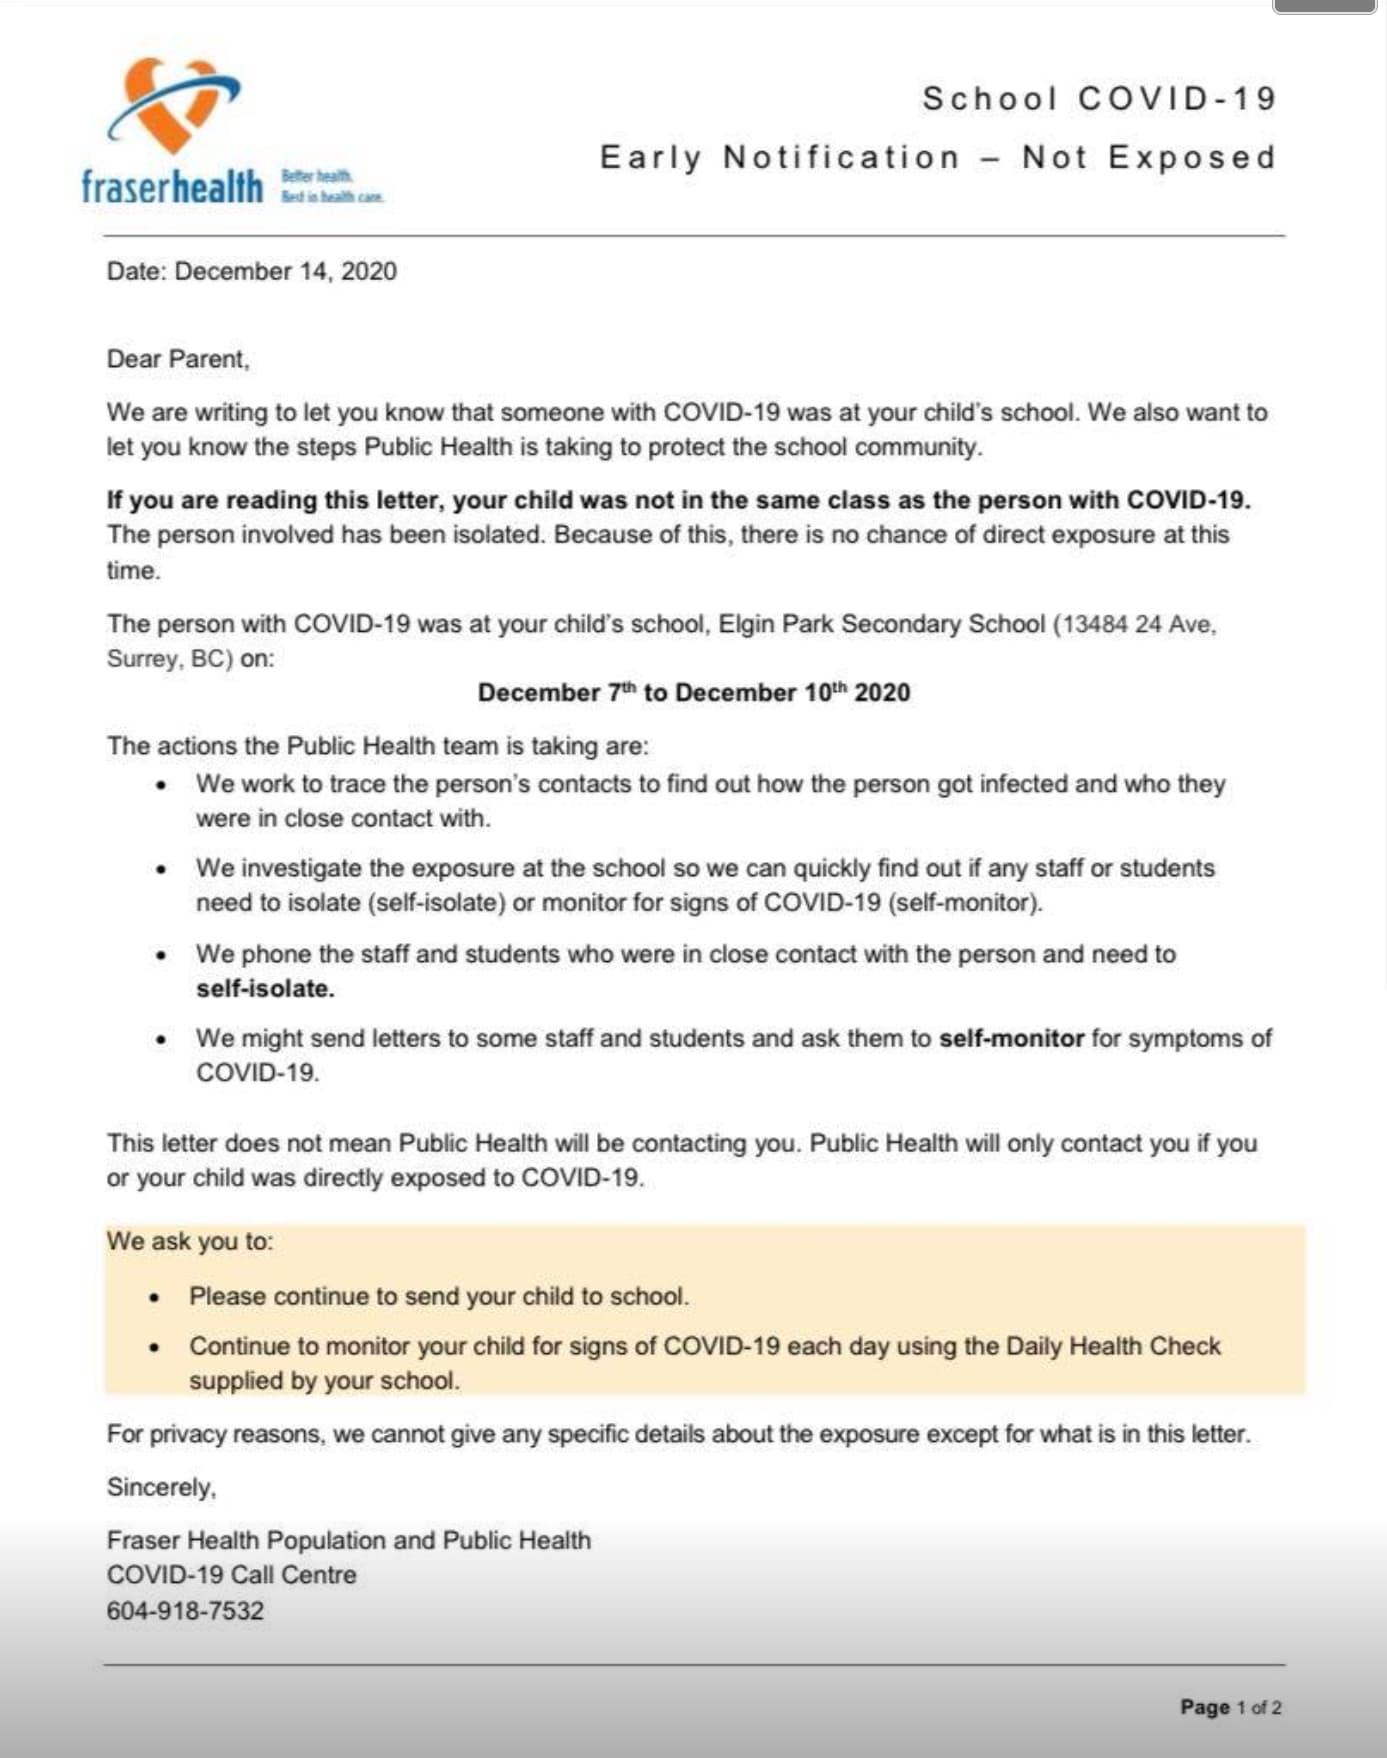 School COVID-19
Early Notification – Not Exposed
fraserhealth
Better health.
Best in health care.
Date: December 14, 2020
Dear Parent,
We are writing to let you know that someone with COVID-19 was at your child's school. We also want to
let you know the steps Public Health is taking to protect the school community.
If you are reading this letter, your child was not in the same class as the person with COVID-19.
The person involved has been isolated. Because of this, there is no chance of direct exposure at this
time.
The person with COVID-19 was at your child's school, Elgin Park Secondary School (13484 24 Ave,
Surrey, BC) on:
December 7th to December 10th 2020
The actions the Public Health team is taking are:
• We work to trace the person's contacts to find out how the person got infected and who they
were in close contact with.
• We investigate the exposure at the school so we can quickly find out if any staff or students
need to isolate (self-isolate) or monitor for signs of COVID-19 (self-monitor).
• We phone the staff and students who were in close contact with the person and need to
self-isolate.
• We might send letters to some staff and students and ask them to self-monitor for symptoms of
COVID-19.
This letter does not mean Public Health will be contacting you. Public Health will only contact you if you
or your child was directly exposed to COVID-19.
We ask you to:
• Please continue to send your child to school.
• Continue to monitor your child for signs of COVID-19 each day using the Daily Health Check
supplied by your school.
For privacy reasons, we cannot give any specific details about the exposure except for what is in this letter.
Sincerely,
Fraser Health Population and Public Health
COVID-19 Call Centre
604-918-7532
Page 1 of 2